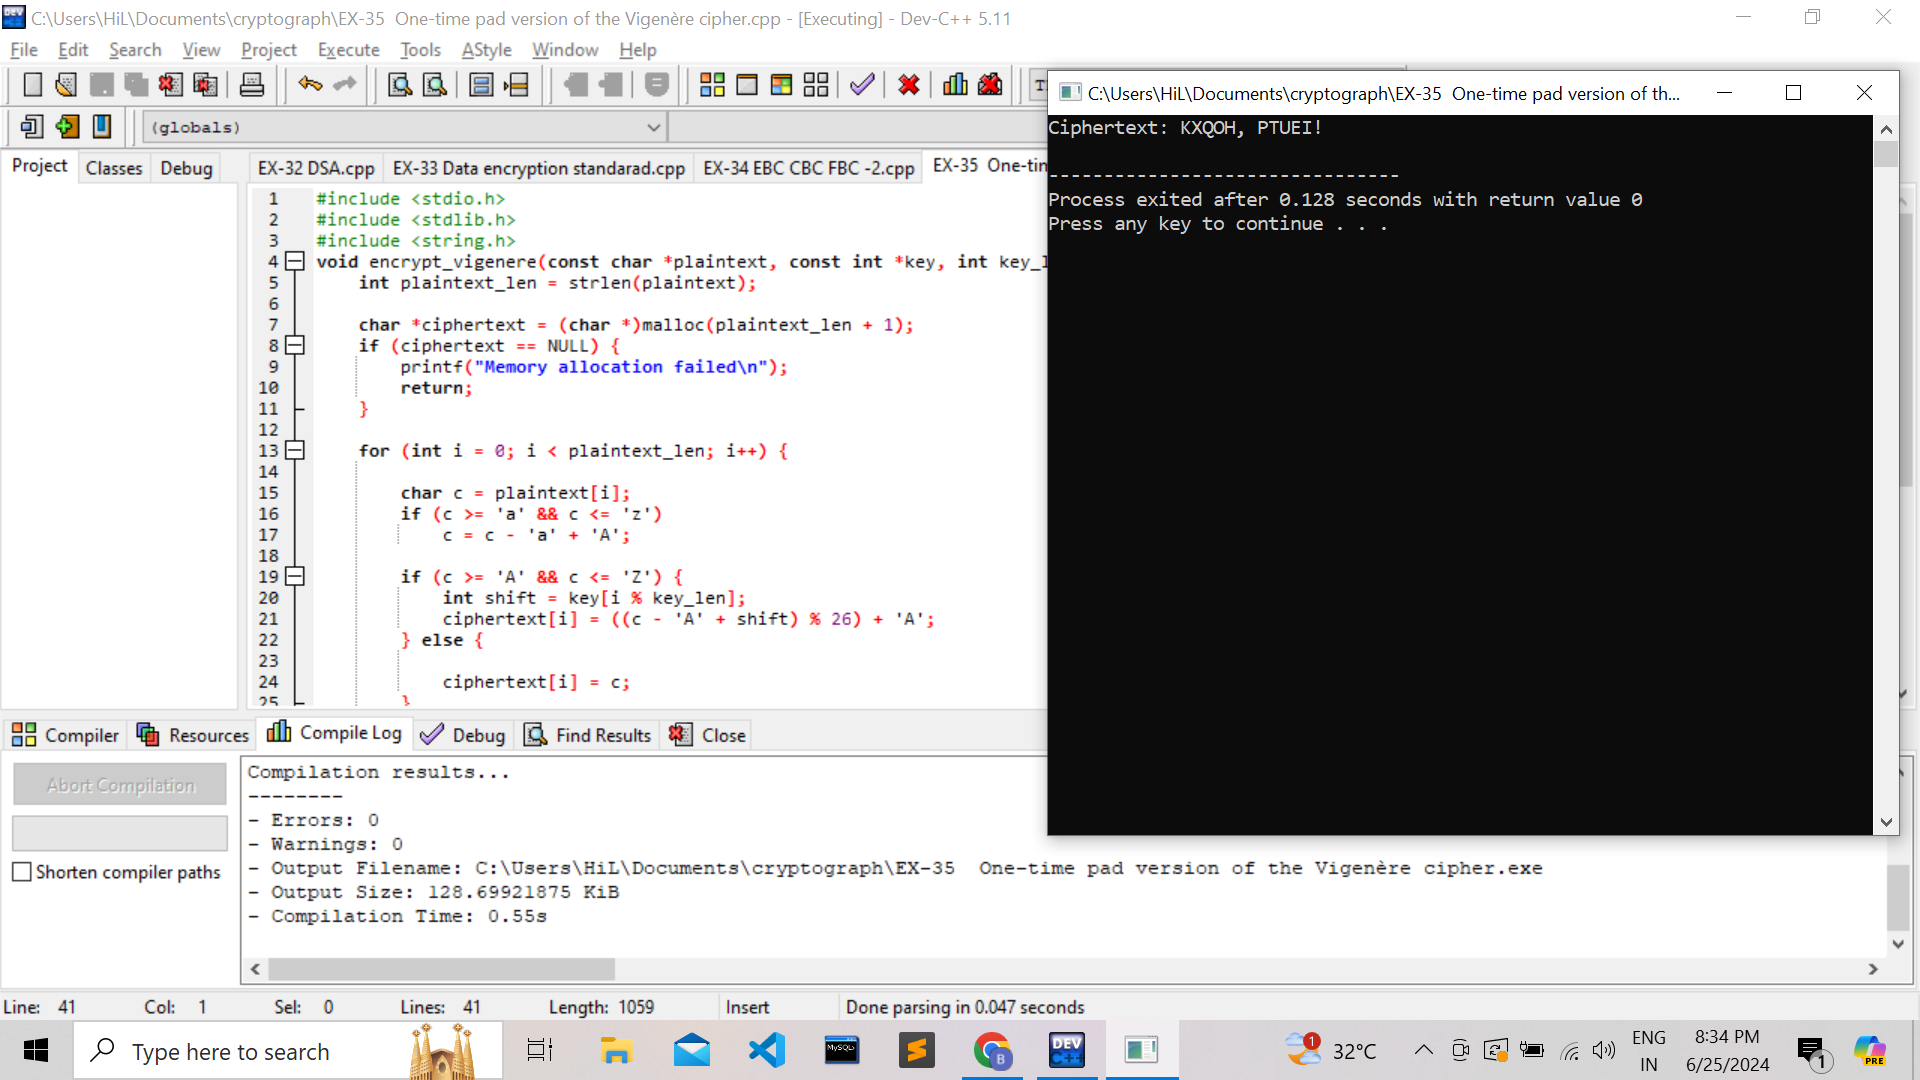 C:\Users\HiL\Documents\cryptograph\EX-35  One-time pad version of the Vigenère cipher.cpp - [Executing] - Dev-C++ 5.11
File Edit Search View Project Execute Tools AStyle Window Help
(globals)
Project Classes Debug
EX-32 DSA.cpp EX-33 Data encryption standarad.cpp EX-34 EBC CBC FBC -2.cpp EX-35 One-tim
1 #include <stdio.h>
2 #include <stdlib.h>
3 #include <string.h>
4 void encrypt_vigenere(const char *plaintext, const int *key, int key_l
5     int plaintext_len = strlen(plaintext);
6
7     char *ciphertext = (char *)malloc(plaintext_len + 1);
8     if (ciphertext == NULL) {
9         printf("Memory allocation failed\n");
10         return;
11     }
12
13     for (int i = 0; i < plaintext_len; i++) {
14
15         char c = plaintext[i];
16         if (c >= 'a' && c <= 'z')
17             c = c - 'a' + 'A';
18
19         if (c >= 'A' && c <= 'Z') {
20             int shift = key[i % key_len];
21             ciphertext[i] = ((c - 'A' + shift) % 26) + 'A';
22         } else {
23
24             ciphertext[i] = c;
25         }
C:\Users\HiL\Documents\cryptograph\EX-35  One-time pad version of th...
Ciphertext: KXQOH, PTUEI!
--------------------------------
Process exited after 0.128 seconds with return value 0
Press any key to continue . . .
Compiler Resources Compile Log Debug Find Results Close
Abort Compilation
Shorten compiler paths
Compilation results...
--------
- Errors: 0
- Warnings: 0
- Output Filename: C:\Users\HiL\Documents\cryptograph\EX-35  One-time pad version of the Vigenère cipher.exe
- Output Size: 128.69921875 KiB
- Compilation Time: 0.55s
Line: 41 Col: 1 Sel: 0 Lines: 41 Length: 1059 Insert Done parsing in 0.047 seconds
Type here to search
MySQL
B
DEV C++
1
32°C
ENG
IN
8:34 PM
6/25/2024
1
PRE